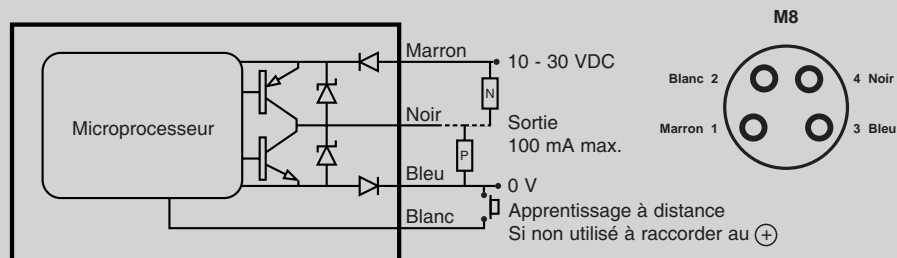 Microprocesseur
Marron
10 - 30 VDC
N
Noir
Sortie
100 mA max.
P
Bleu
0 V
Blanc
Apprentissage à distance
Si non utilisé à raccorder au +
M8
Blanc 2
4 Noir
Marron 1
3 Bleu